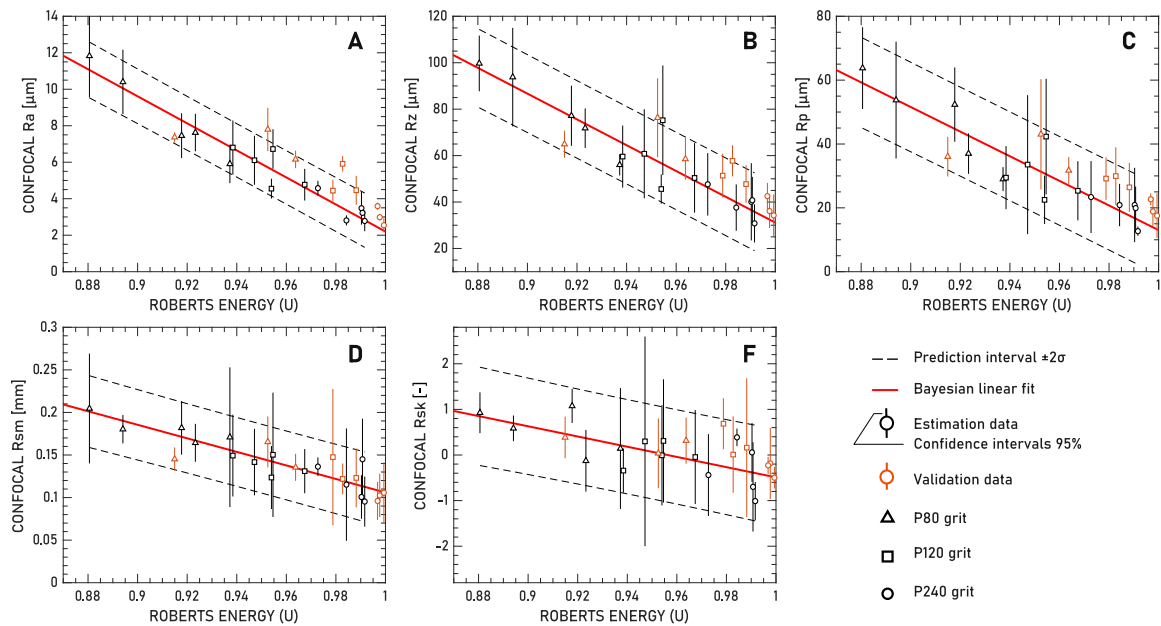 A
CONFOCAL Ra [µm]
14
12
10
8
6
4
2
0
0.88 0.9 0.92 0.94 0.96 0.98 1
ROBERTS ENERGY (U)
B
CONFOCAL Rz [µm]
120
100
80
60
40
20
0.88 0.9 0.92 0.94 0.96 0.98 1
ROBERTS ENERGY (U)
C
CONFOCAL Rp [µm]
80
60
40
20
0
0.88 0.9 0.92 0.94 0.96 0.98 1
ROBERTS ENERGY (U)
D
CONFOCAL Rsm [mm]
0.3
0.25
0.2
0.15
0.1
0.05
0
0.88 0.9 0.92 0.94 0.96 0.98 1
ROBERTS ENERGY (U)
F
CONFOCAL Rsk [-]
2
1
0
-1
-2
0.88 0.9 0.92 0.94 0.96 0.98 1
ROBERTS ENERGY (U)
Prediction interval ±2σ
Bayesian linear fit
Estimation data
Confidence intervals 95%
Validation data
P80 grit
P120 grit
P240 grit